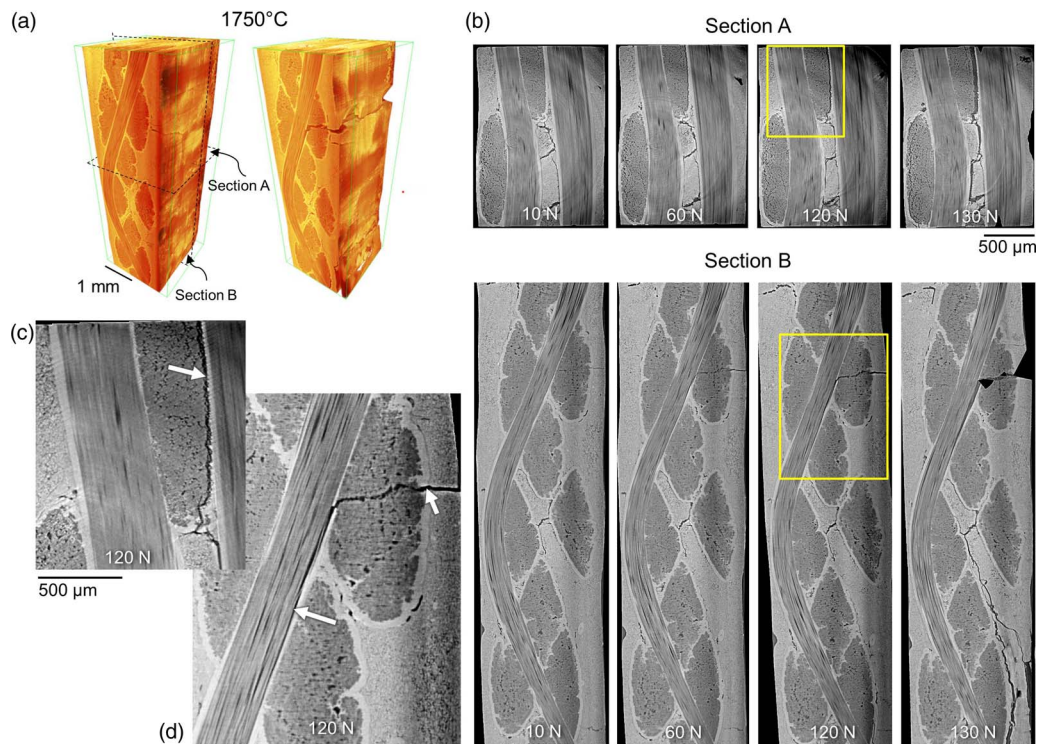 (a)
1750°C
Section A
Section B
1 mm
(b)
Section A
10 N
60 N
120 N
130 N
500 µm
Section B
10 N
60 N
120 N
130 N
(c)
120 N
500 µm
(d)
120 N